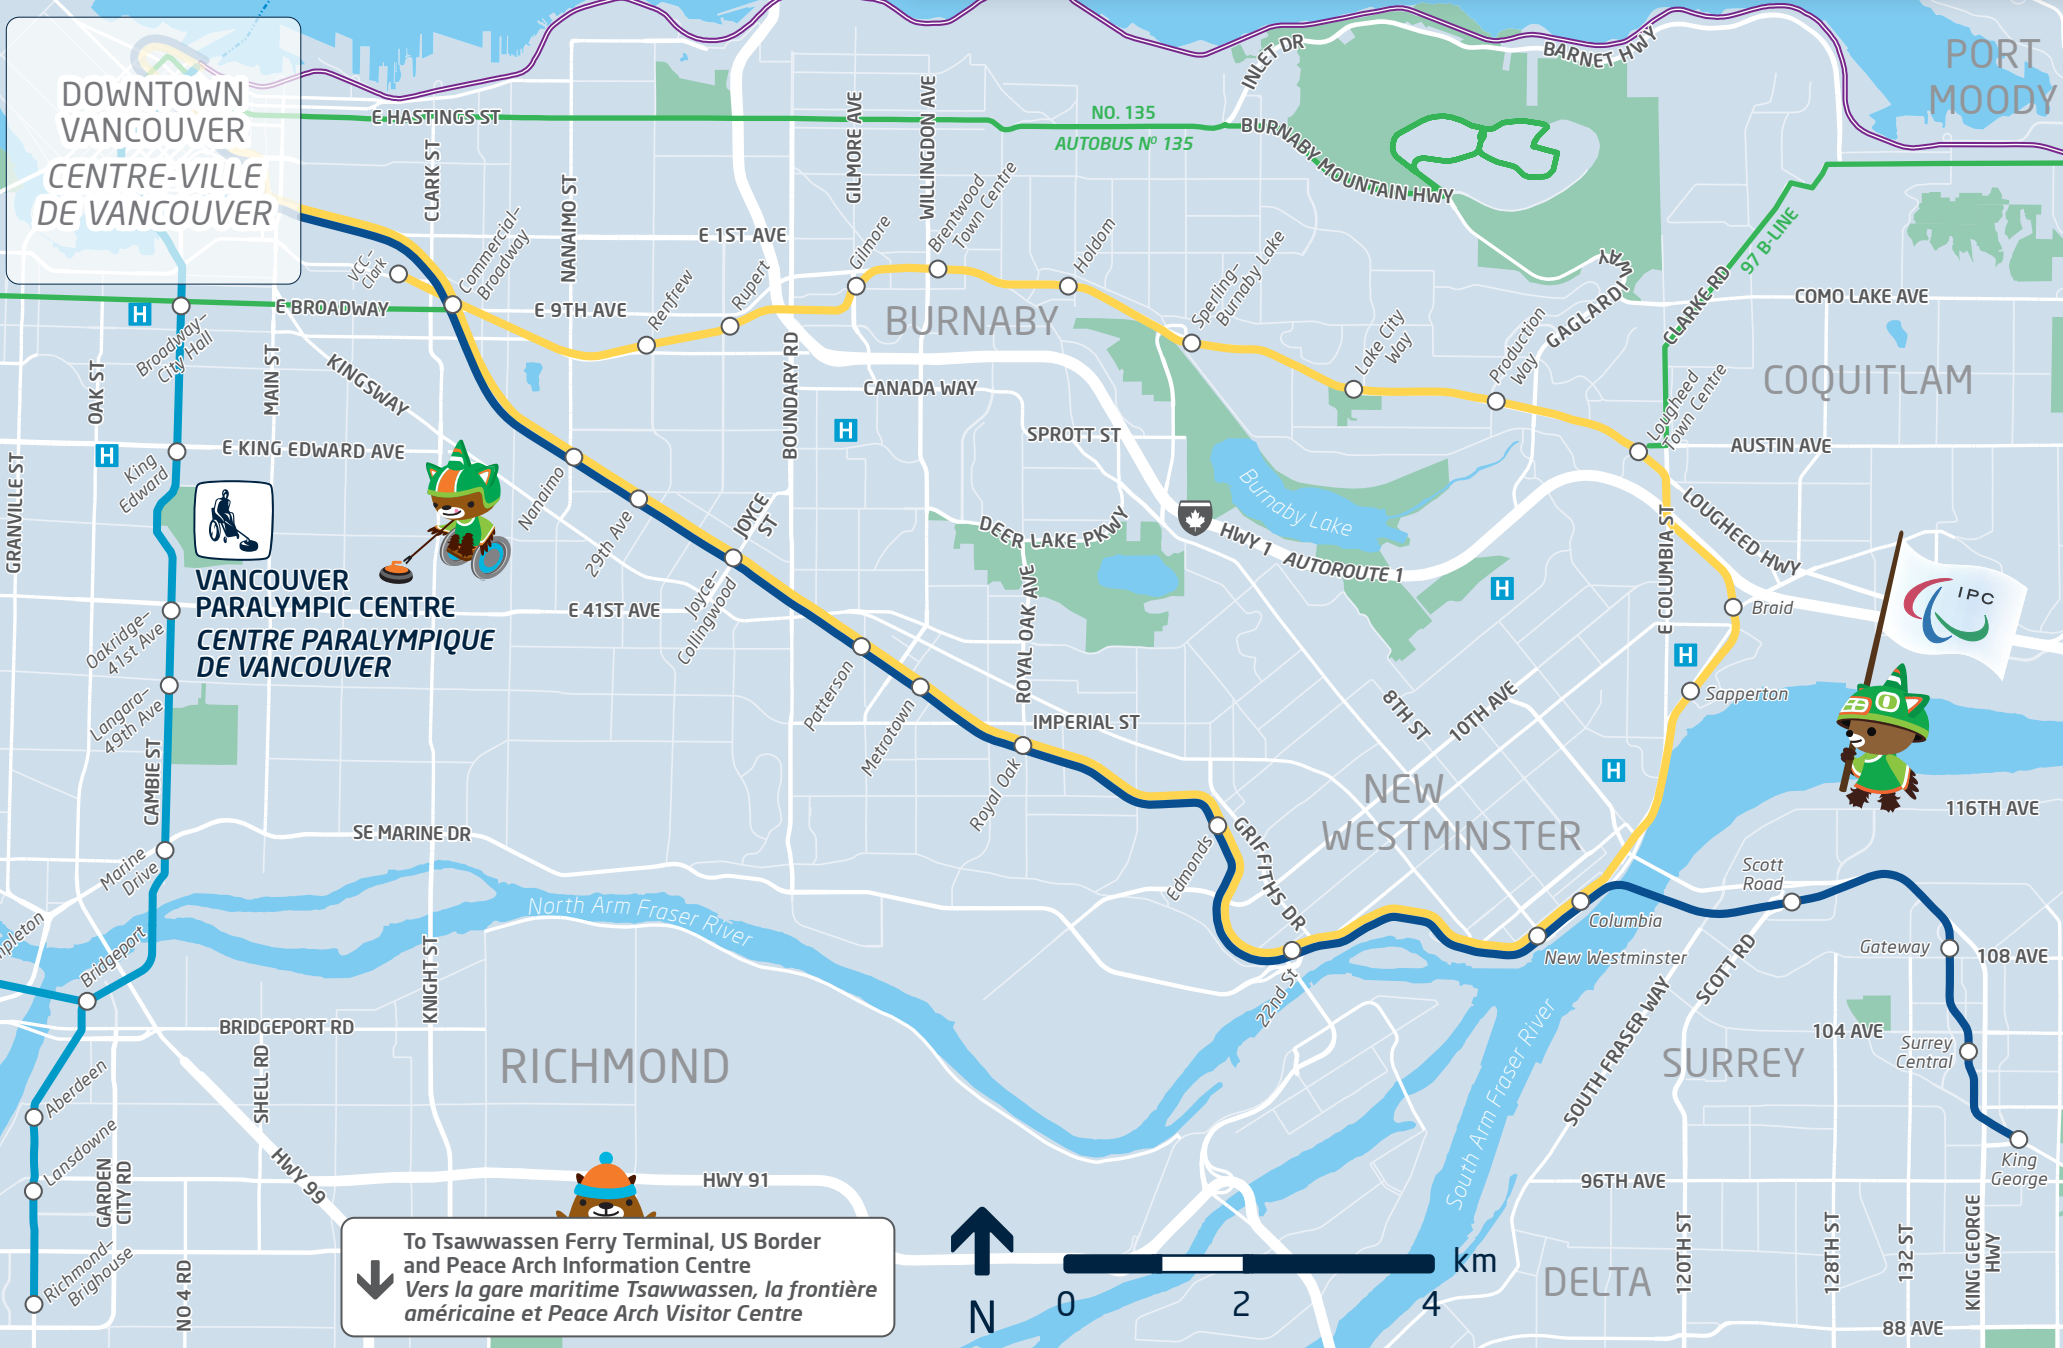 DOWNTOWN
VANCOUVER
CENTRE-VILLE
DE VANCOUVER
PORT
MOODY
INLET DR
BARNET HWY
E HASTINGS ST
NO. 135
AUTOBUS Nº 135
BURNABY MOUNTAIN HWY
CLARK ST
NANAIMO ST
GILMORE AVE
WILLINGDON AVE
E 1ST AVE
VCC–
Clark
Commercial–
Broadway
Renfrew
Rupert
Gilmore
Brentwood
Town Centre
Holdom
Sperling–
Burnaby Lake
Lake City
Way
Production
Way
GAGLARDI
WAY
CLARKE RD
97 B-LINE
COMO LAKE AVE
E BROADWAY
E 9TH AVE
BURNABY
COQUITLAM
Broadway–
City Hall
OAK ST
MAIN ST
KINGSWAY
BOUNDARY RD
CANADA WAY
SPROTT ST
Lougheed
Town Centre
AUSTIN AVE
H
H
H
H
H
H
E KING EDWARD AVE
King
Edward
GRANVILLE ST
Nanaimo
29th Ave
JOYCE
ST
Joyce–
Collingwood
DEER LAKE PKWY
Burnaby Lake
HWY 1 AUTOROUTE 1
LOUGHEED HWY
E COLUMBIA ST
VANCOUVER
PARALYMPIC CENTRE
CENTRE PARALYMPIQUE
DE VANCOUVER
E 41ST AVE
ROYAL OAK AVE
Braid
IPC
Oakridge–
41st Ave
Langara–
49th Ave
CAMBIE ST
Patterson
Metrotown
Royal Oak
IMPERIAL ST
8TH ST
10TH AVE
Sapperton
NEW
WESTMINSTER
116TH AVE
SE MARINE DR
Marine
Drive
Edmonds
GRIFFITHS DR
22nd St
Columbia
New Westminster
Scott
Road
Gateway
108 AVE
SCOTT RD
SOUTH FRASER WAY
104 AVE
Surrey
Central
SURREY
King
George
North Arm Fraser River
South Arm Fraser River
Bridgeport
KNIGHT ST
BRIDGEPORT RD
SHELL RD
RICHMOND
Aberdeen
Lansdowne
GARDEN
CITY RD
Richmond–
Brighouse
NO 4 RD
HWY 99
HWY 91
To Tsawwassen Ferry Terminal, US Border
and Peace Arch Information Centre
Vers la gare maritime Tsawwassen, la frontière
américaine et Peace Arch Visitor Centre
N
0 2 4 km
96TH AVE
DELTA
120TH ST
128TH ST
132 ST
KING GEORGE
HWY
88 AVE